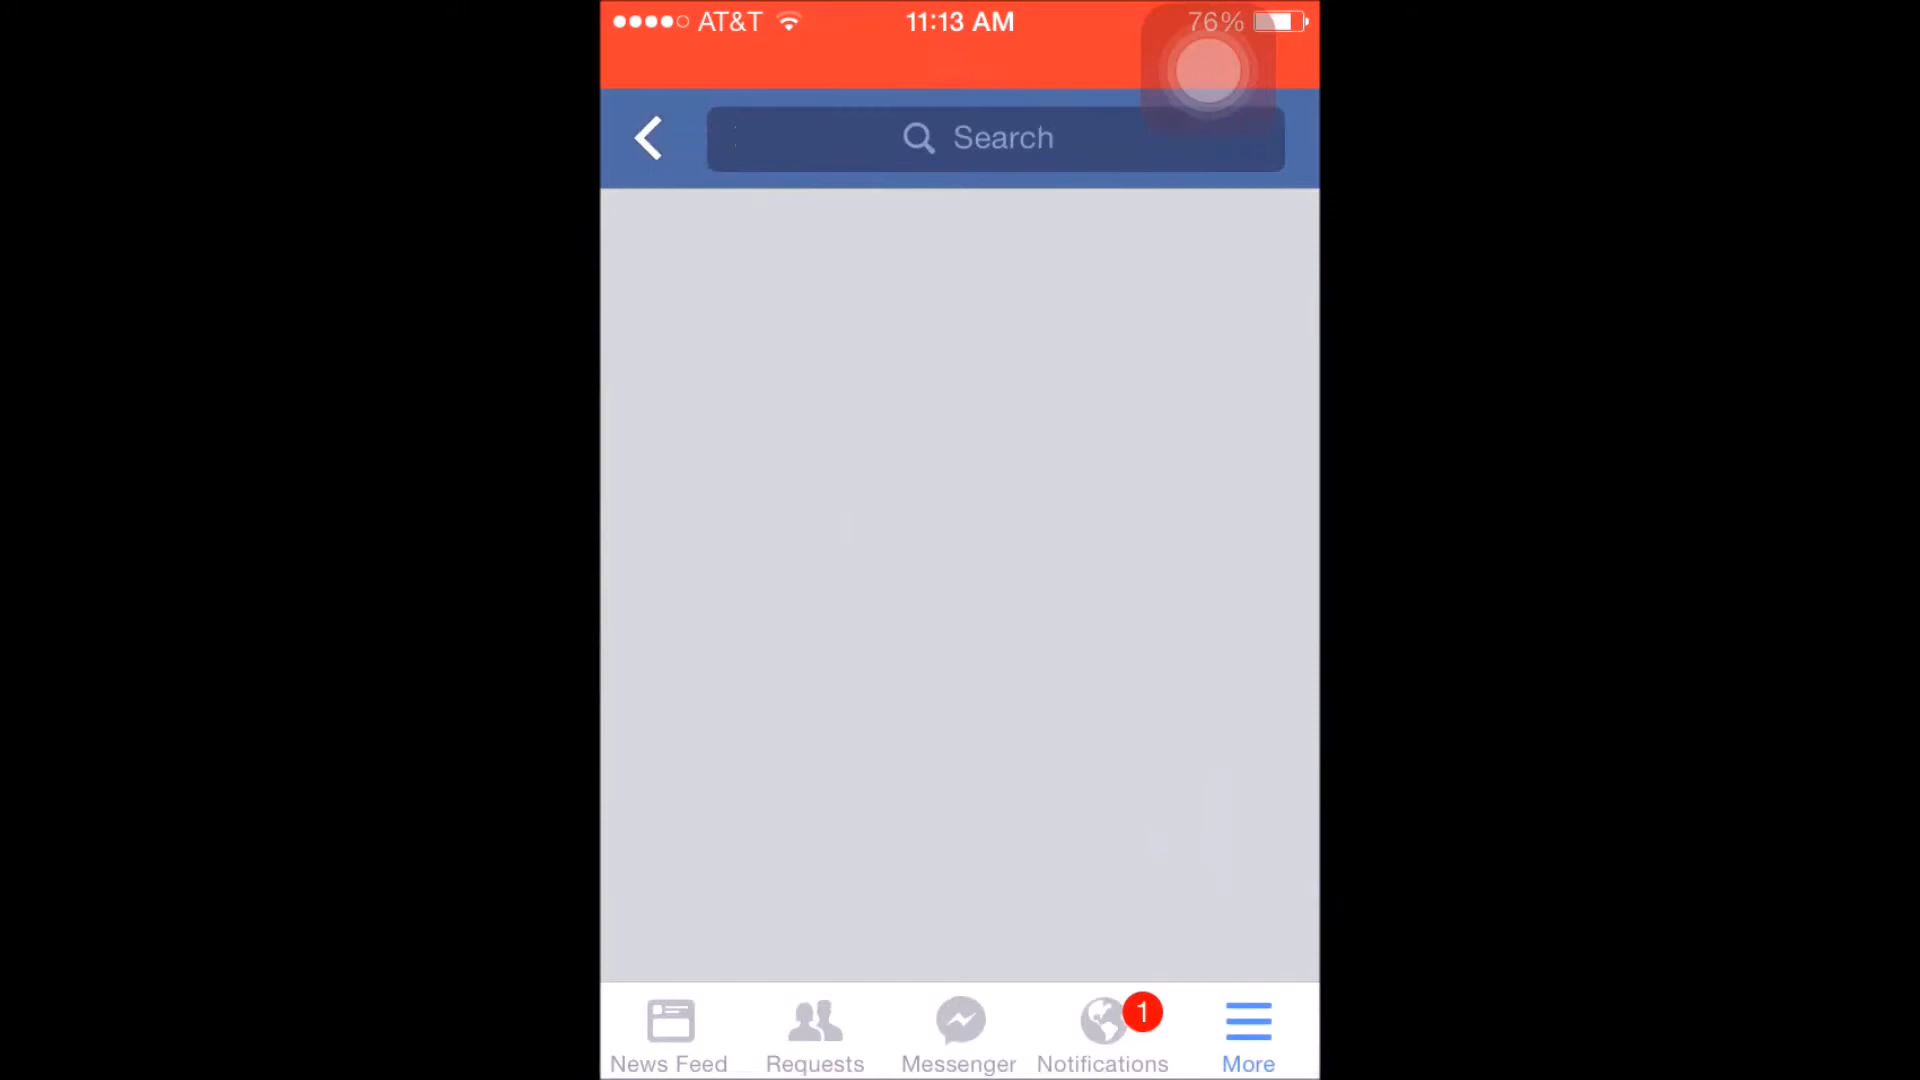 AT&T 11:13 AM 76%
Search
1
News Feed Requests Messenger Notifications More